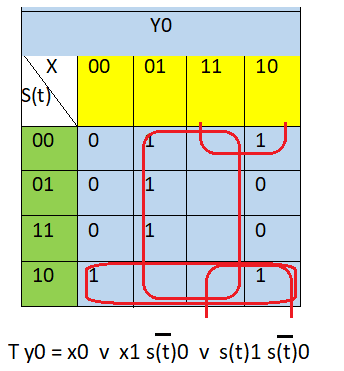 Y0
X 00 01 11 10
S(t)
00 0 1 1
01 0 1 0
11 0 1 0
10 1 1
T y0 = x0 v x1 s(t)0 v s(t)1 s(t)0